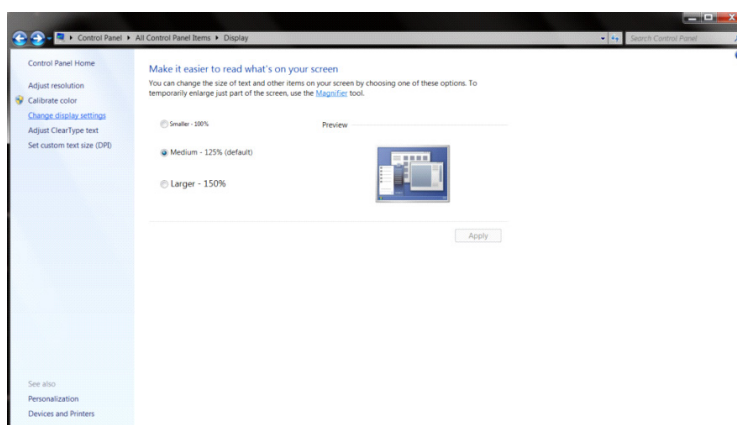 Control Panel ▸ All Control Panel Items ▸ Display
Search Control Panel
Control Panel Home
Adjust resolution
Calibrate color
Change display settings
Adjust ClearType text
Set custom text size (DPI)
See also
Personalization
Devices and Printers
Make it easier to read what's on your screen
You can change the size of text and other items on your screen by choosing one of these options. To
temporarily enlarge just part of the screen, use the Magnifier tool.
Smaller - 100%
Preview
Medium - 125% (default)
Larger - 150%
Apply